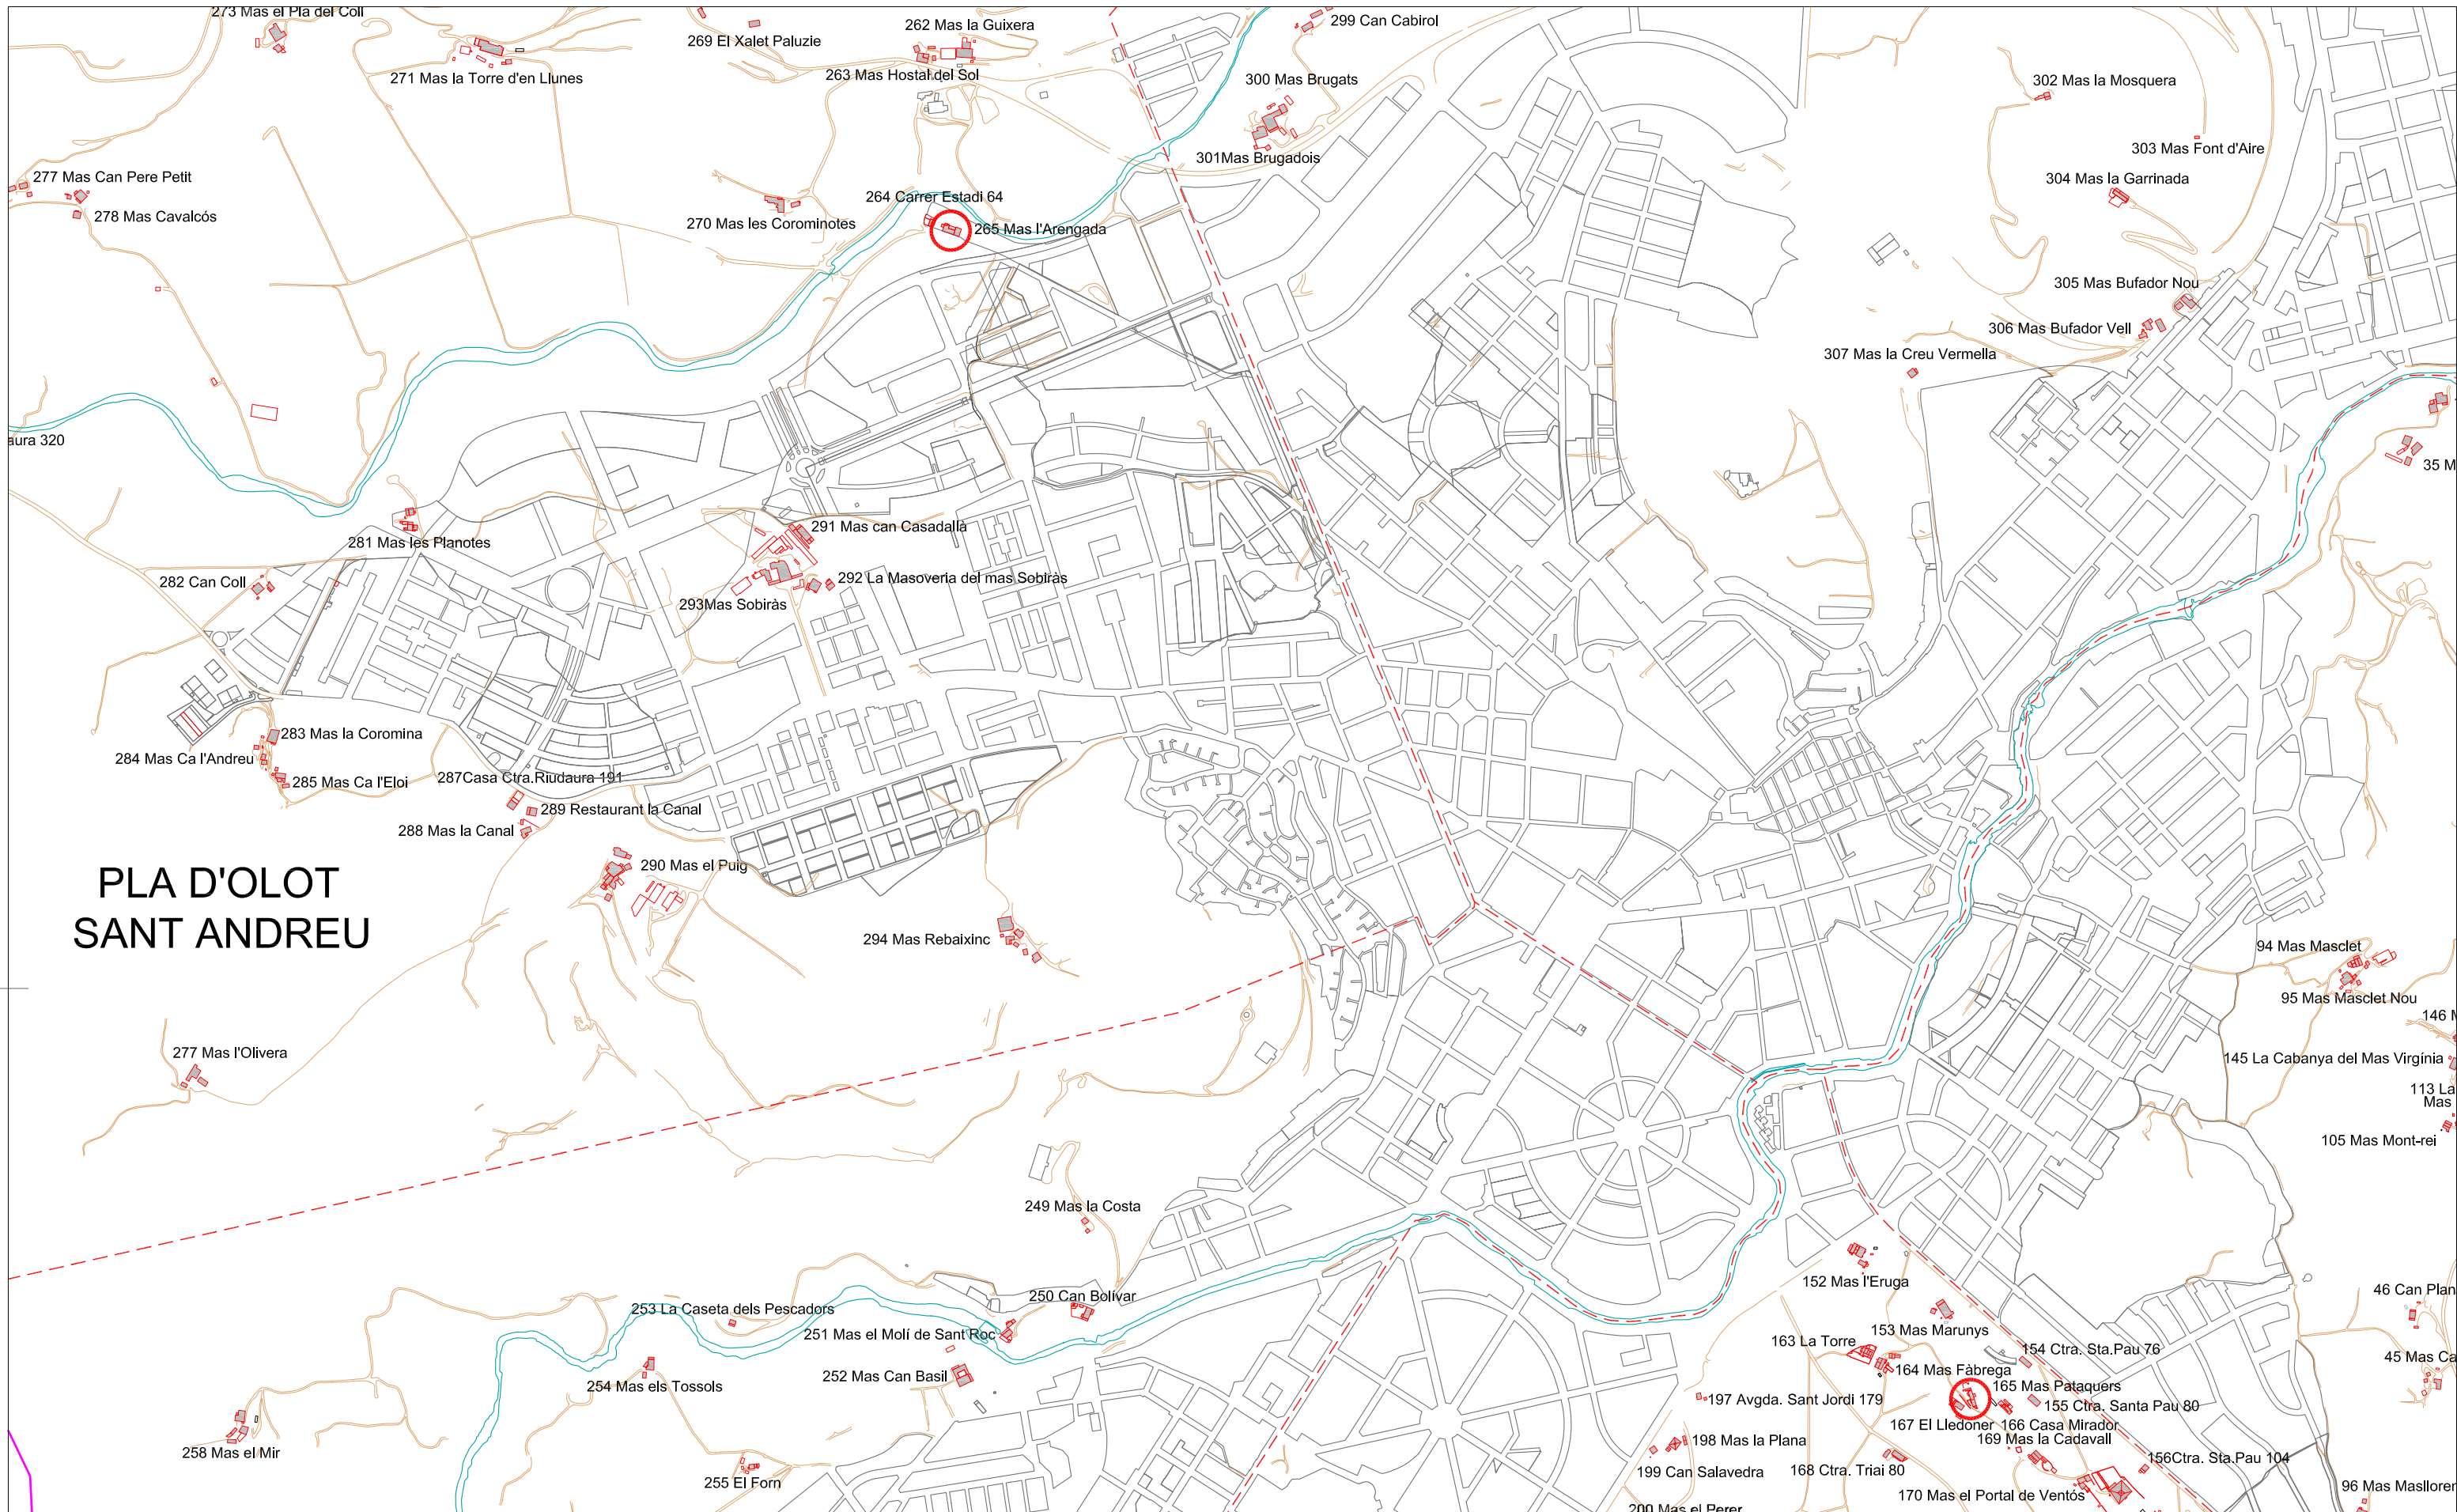 273 Mas el Pla del Coll
271 Mas la Torre d'en Llunes
269 El Xalet Paluzie
262 Mas la Guixera
263 Mas Hostal del Sol
299 Can Cabirol
300 Mas Brugats
301Mas Brugadois
302 Mas la Mosquera
303 Mas Font d'Aire
304 Mas la Garrinada
277 Mas Can Pere Petit
278 Mas Cavalcós
270 Mas les Corominotes
264 Carrer Estadi 64
265 Mas l'Arengada
305 Mas Bufador Nou
306 Mas Bufador Vell
307 Mas la Creu Vermella
aura 320
35 M
281 Mas les Planotes
282 Can Coll
291 Mas can Casadallà
292 La Masoveria del mas Sobiràs
293Mas Sobiràs
283 Mas la Coromina
284 Mas Ca l'Andreu
285 Mas Ca l'Eloi
287Casa Ctra.Riudaura 191
289 Restaurant la Canal
288 Mas la Canal
290 Mas el Puig
PLA D'OLOT
SANT ANDREU
294 Mas Rebaixinc
94 Mas Masclet
95 Mas Masclet Nou
146 M
277 Mas l'Olivera
145 La Cabanya del Mas Virgínia
113 La
Mas
105 Mas Mont-rei
249 Mas la Costa
250 Can Bolívar
253 La Caseta dels Pescadors
251 Mas el Molí de Sant Roc
252 Mas Can Basil
254 Mas els Tossols
258 Mas el Mir
255 El Forn
152 Mas l'Eruga
46 Can Plan
153 Mas Marunys
163 La Torre
154 Ctra. Sta.Pau 76
45 Mas Ca
164 Mas Fàbrega
165 Mas Pataquers
197 Avgda. Sant Jordi 179
155 Ctra. Santa Pau 80
167 El Lledoner
166 Casa Mirador
169 Mas la Cadavall
198 Mas la Plana
199 Can Salavedra
168 Ctra. Triai 80
156Ctra. Sta.Pau 104
170 Mas el Portal de Ventós
96 Mas Masllorer
200 Mas el Perer